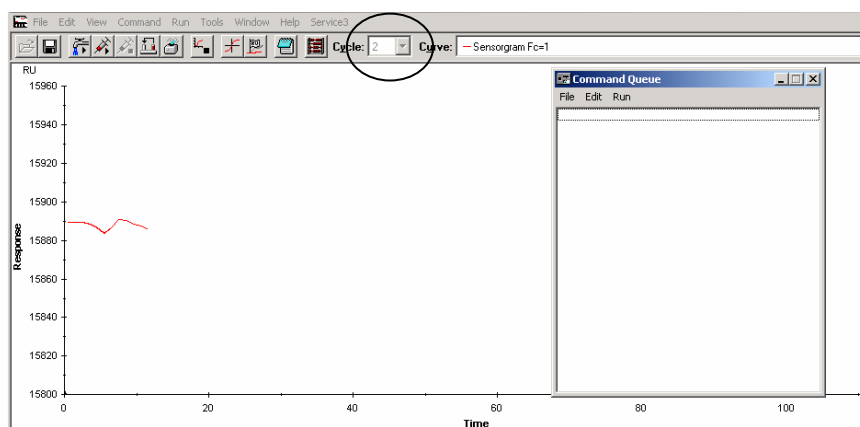 File Edit View Command Run Tools Window Help Service3
Cycle: 2 Curve: Sensorgram Fc=1
RU
15960
15940
15920
15900
15880
15860
15840
15820
15800
Response
0 20 40 60 80 100
Time
Command Queue
File Edit Run